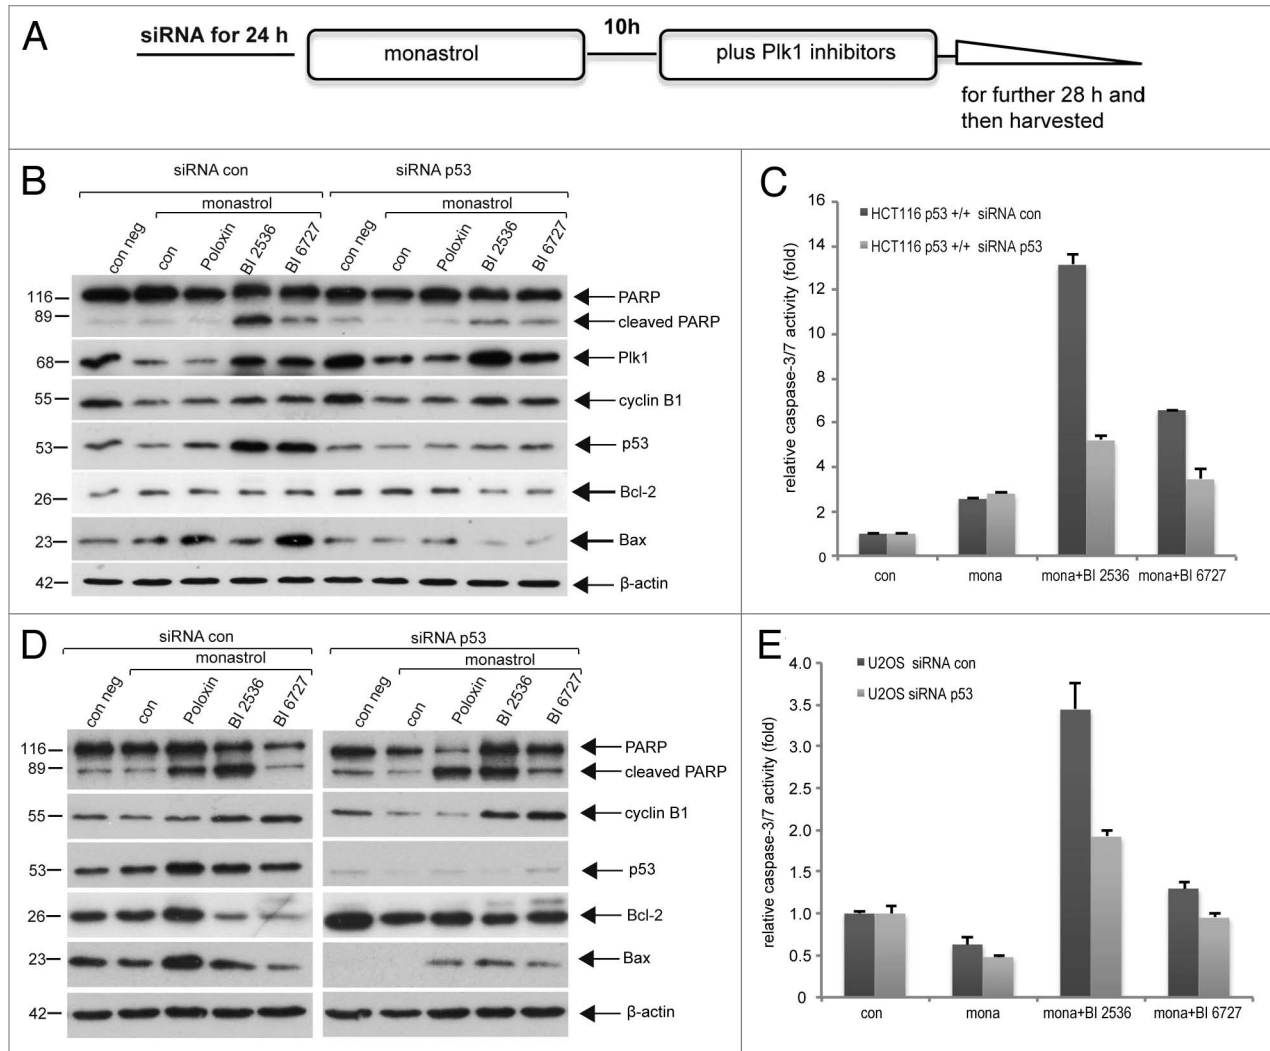 A
siRNA for 24 h
monastrol
10h
plus Plk1 inhibitors
for further 28 h and
then harvested
B
siRNA con
siRNA p53
monastrol
monastrol
con neg
con
Poloxin
BI 2536
BI 6727
con neg
con
Poloxin
BI 2536
BI 6727
116
PARP
89
cleaved PARP
68
Plk1
55
cyclin B1
53
p53
26
Bcl-2
23
Bax
42
β-actin
C
relative caspase-3/7 activity (fold)
16
14
12
10
8
6
4
2
0
HCT116 p53 +/+ siRNA con
HCT116 p53 +/+ siRNA p53
con
mona
mona+BI 2536
mona+BI 6727
D
siRNA con
siRNA p53
monastrol
monastrol
con neg
con
Poloxin
BI 2536
BI 6727
con neg
con
Poloxin
BI 2536
BI 6727
116
PARP
89
cleaved PARP
55
cyclin B1
53
p53
26
Bcl-2
23
Bax
42
β-actin
E
relative caspase-3/7 activity (fold)
4.0
3.5
3.0
2.5
2.0
1.5
1.0
0.5
0
U2OS siRNA con
U2OS siRNA p53
con
mona
mona+BI 2536
mona+BI 6727